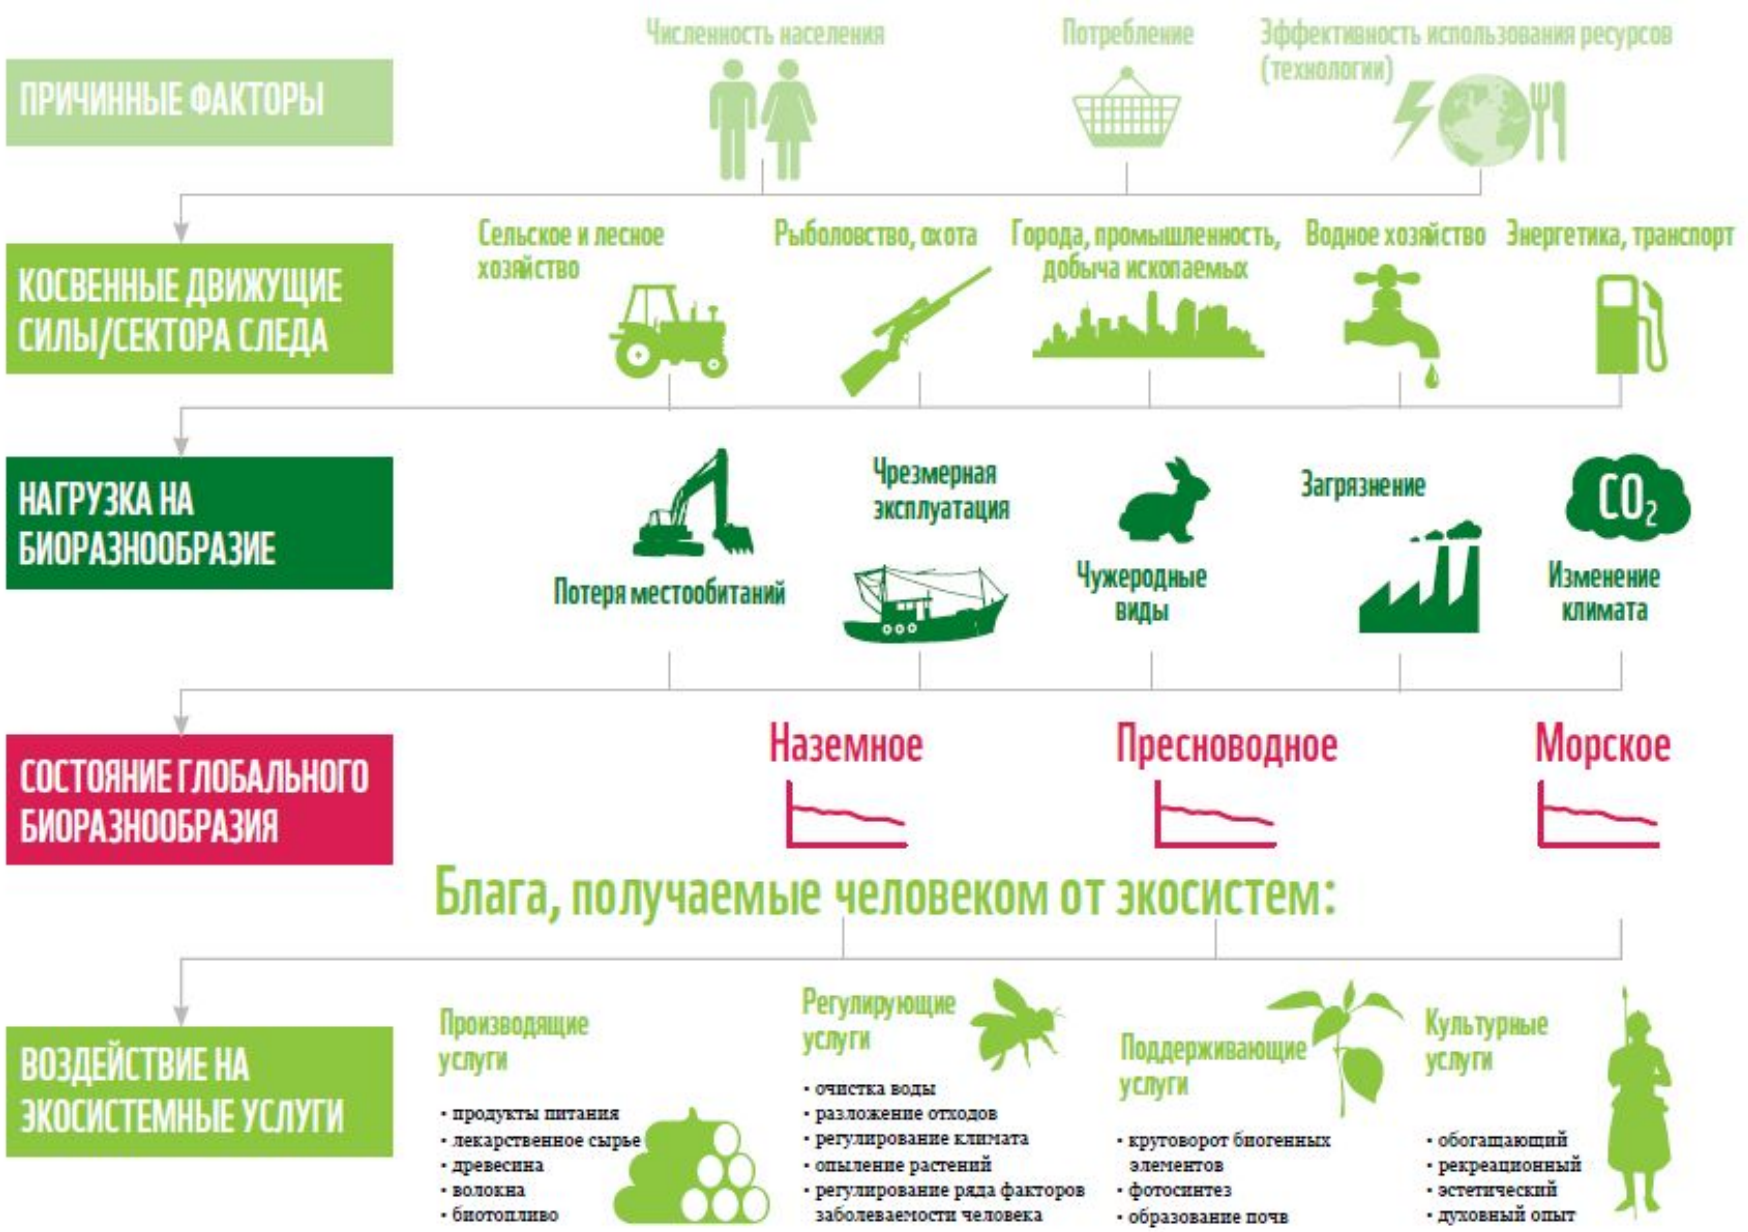 Численность населения
Потребление
Эффективность использования ресурсов
(технологии)
ПРИЧИННЫЕ ФАКТОРЫ
Сельское и лесное
хозяйство
Рыболовство, охота
Города, промышленность,
добыча ископаемых
Водное хозяйство
Энергетика, транспорт
КОСВЕННЫЕ ДВИЖУЩИЕ
СИЛЫ/СЕКТОРА СЛЕДА
НАГРУЗКА НА
БИОРАЗНООБРАЗИЕ
Потеря местообитаний
Чрезмерная
эксплуатация
Чужеродные
виды
Загрязнение
CO2
Изменение
климата
СОСТОЯНИЕ ГЛОБАЛЬНОГО
БИОРАЗНООБРАЗИЯ
Наземное
Пресноводное
Морское
Блага, получаемые человеком от экосистем:
ВОЗДЕЙСТВИЕ НА
ЭКОСИСТЕМНЫЕ УСЛУГИ
Производящие
услуги
• продукты питания
• лекарственное сырье
• древесина
• волокна
• биотопливо
Регулирующие
услуги
• очистка воды
• разложение отходов
• регулирование климата
• опыление растений
• регулирование ряда факторов
заболеваемости человека
Поддерживающие
услуги
• круговорот биогенных
элементов
• фотосинтез
• образование почв
Культурные
услуги
• обогащающий
• рекреационный
• эстетический
• духовный опыт